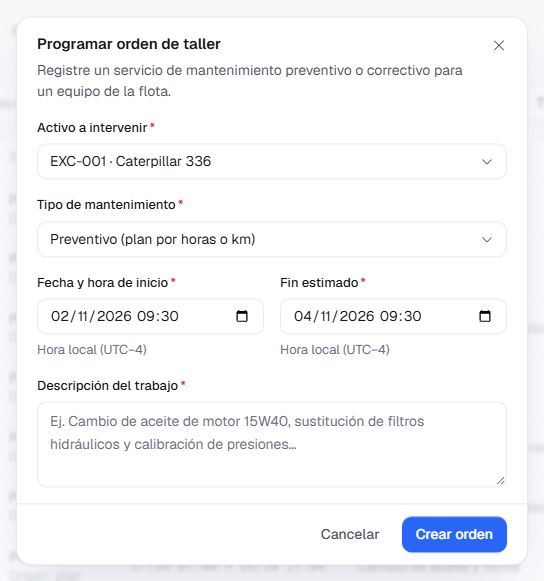 Programar orden de taller
Registre un servicio de mantenimiento preventivo o correctivo para
un equipo de la flota.
Activo a intervenir *
EXC-001 · Caterpillar 336
Tipo de mantenimiento *
Preventivo (plan por horas o km)
Fecha y hora de inicio *
Fin estimado *
02/11/2026 09:30
04/11/2026 09:30
Hora local (UTC−4)
Hora local (UTC−4)
Descripción del trabajo *
Ej. Cambio de aceite de motor 15W40, sustitución de filtros
hidráulicos y calibración de presiones…
Cancelar
Crear orden